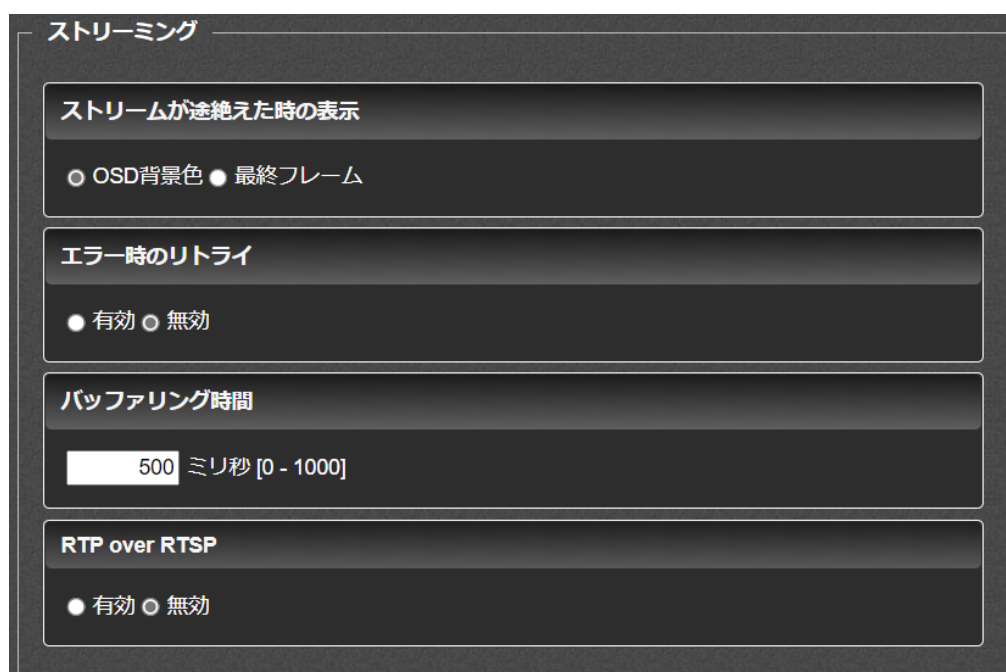 ストリーミング
ストリームが途絶えた時の表示
OSD背景色 最終フレーム
エラー時のリトライ
有効 無効
バッファリング時間
500 ミリ秒 [0 - 1000]
RTP over RTSP
有効 無効